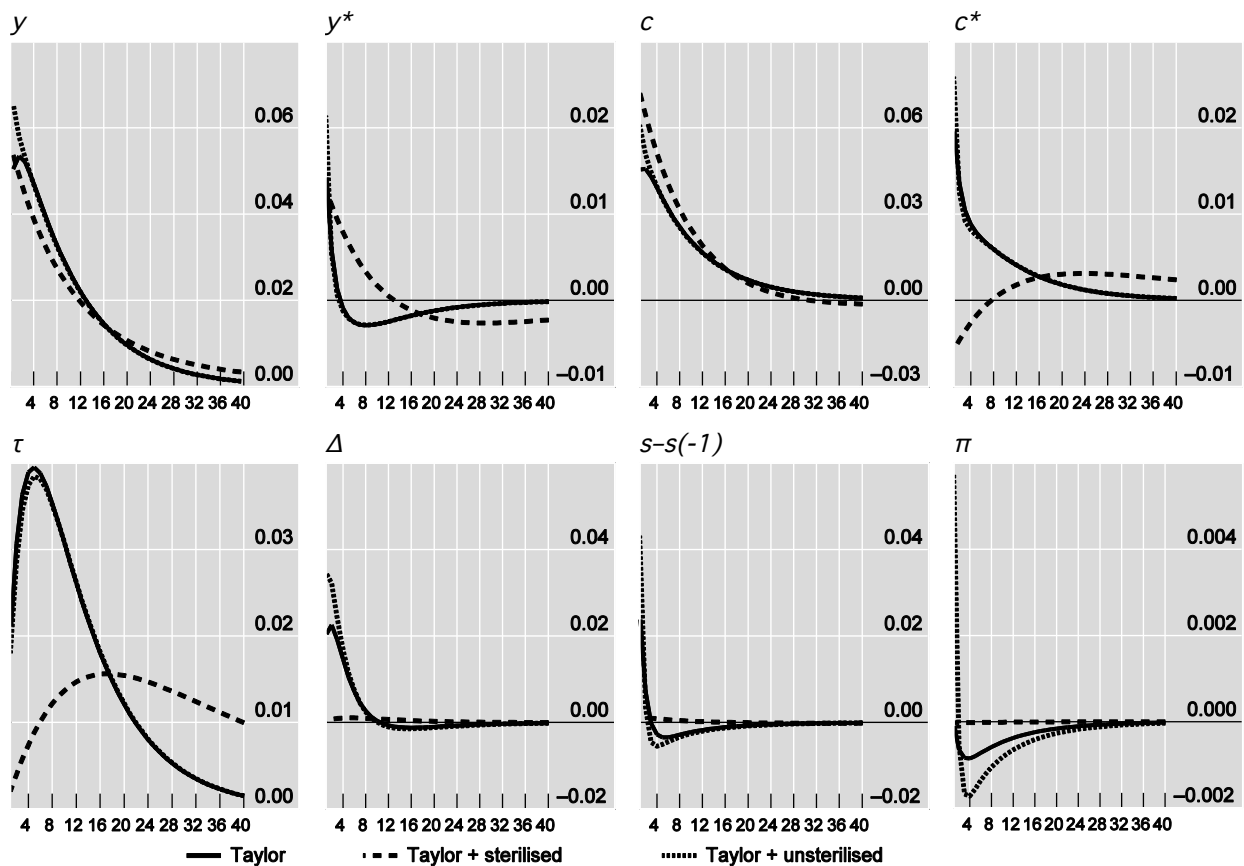 y y* c c*
0.06 0.02 0.06 0.02
0.04 0.01 0.03 0.01
0.02 0.00 0.00 0.00
0.00 –0.01 –0.03 –0.01
4 8 12 16 20 24 28 32 36 40 4 8 12 16 20 24 28 32 36 40 4 8 12 16 20 24 28 32 36 40 4 8 12 16 20 24 28 32 36 40
τ Δ s–s(-1) π
0.03 0.04 0.04 0.004
0.02 0.02 0.02 0.002
0.01 0.00 0.00 0.000
0.00 –0.02 –0.02 –0.002
4 8 12 16 20 24 28 32 36 40 4 8 12 16 20 24 28 32 36 40 4 8 12 16 20 24 28 32 36 40 4 8 12 16 20 24 28 32 36 40
Taylor Taylor + sterilised Taylor + unsterilised